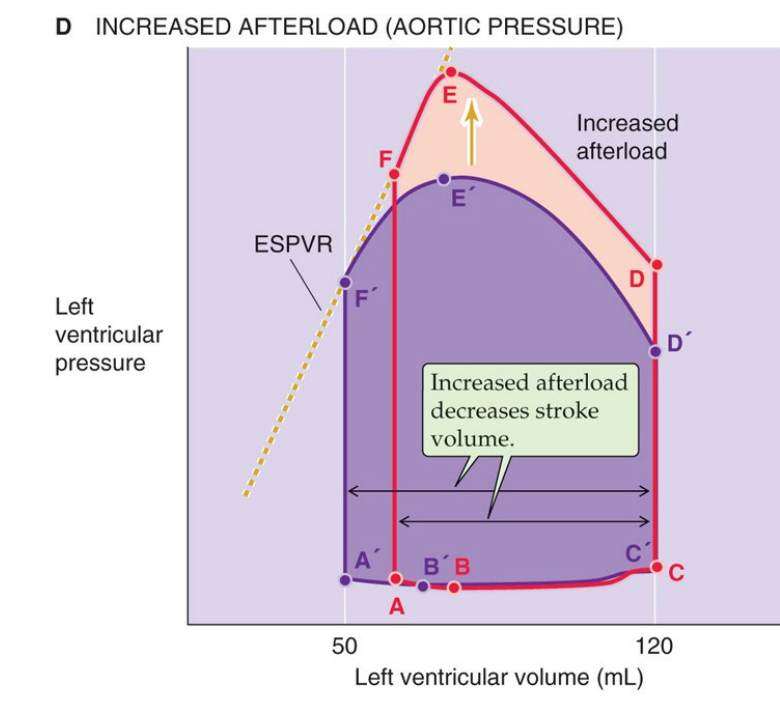 D INCREASED AFTERLOAD (AORTIC PRESSURE)
E
Increased
afterload
F
E´
ESPVR
D
F´
Left
ventricular
pressure
D´
Increased afterload
decreases stroke
volume.
A´
B´ B
C´
C
A
50
120
Left ventricular volume (mL)